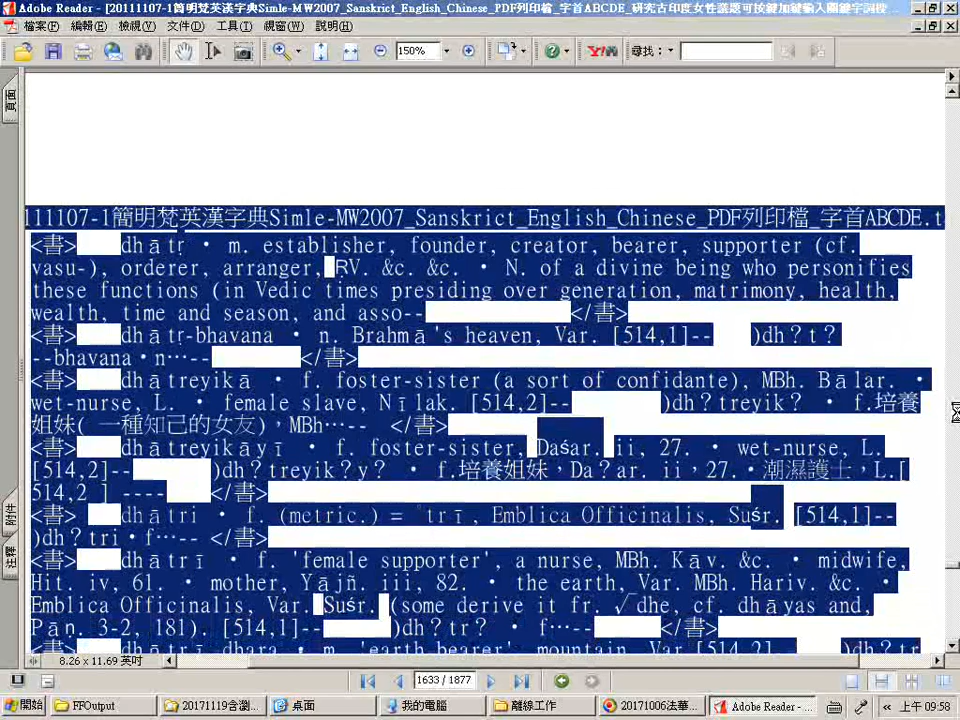 Adobe Reader - [20111107-1簡明梵英漢字典Simle-MW2007_Sanskrict_English_Chinese_PDF列印檔_字首ABCDE_研究古印度女性議題可按鍵加鍵輸入關鍵字詞搜
檔案(F) 編輯(E) 檢視(V) 文件(D) 工具(T) 視窗(W) 說明(H)
150% 尋找:
頁面
111107-1簡明梵英漢字典Simle-MW2007_Sanskrict_English_Chinese_PDF列印檔_字首ABCDE.t
<書> dhātṛ • m. establisher, founder, creator, bearer, supporter (cf.
vasu-), orderer, arranger, RV. &c. &c. • N. of a divine being who personifies
these functions (in Vedic times presiding over generation, matrimony, health,
wealth, time and season, and asso-- </書>
<書> dhātṛ-bhavana • n. Brahmā's heaven, Var. [514,1]-- )dh?t?
--bhavana•n…-- </書>
<書> dhātreyikā • f. foster-sister (a sort of confidante), MBh. Bālar. •
wet-nurse, L. • female slave, Nīlak. [514,2]-- )dh?treyik? • f.培養
姐妹( 一種知己的女友)，MBh…-- </書>
<書> dhātreyikāyī • f. foster-sister, Daśar. ii, 27. • wet-nurse, L.
[514,2]-- )dh?treyik?y? • f.培養姐妹，Da?ar. ii，27.•潮濕護士，L.[
514,2 ] ---- </書>
<書> dhātri • f. (metric.) = °trī, Emblica Officinalis, Suśr. [514,1]--
)dh?tri•f…-- </書>
<書> dhātrī • f. 'female supporter', a nurse, MBh. Kāv. &c. • midwife,
Hit. iv, 61. • mother, Yājñ. iii, 82. • the earth, Var. MBh. Hariv. &c. •
Emblica Officinalis, Var. Suśr. (some derive it fr. √dhe, cf. dhāyas and,
Pāṇ. 3-2, 181). [514,1]-- )dh?tr? • f…-- </書>
<書> dhātrī-dhara • m. 'earth-bearer', mountain, Var. [514,2]-- )dh?tr
附件
註釋
8.26 x 11.69 英吋
1633 / 1877
開始 FFOutput 20171119含瀏... 桌面 我的電腦 離線工作 20171006法華... Adobe Reader - ... 上午 09:58